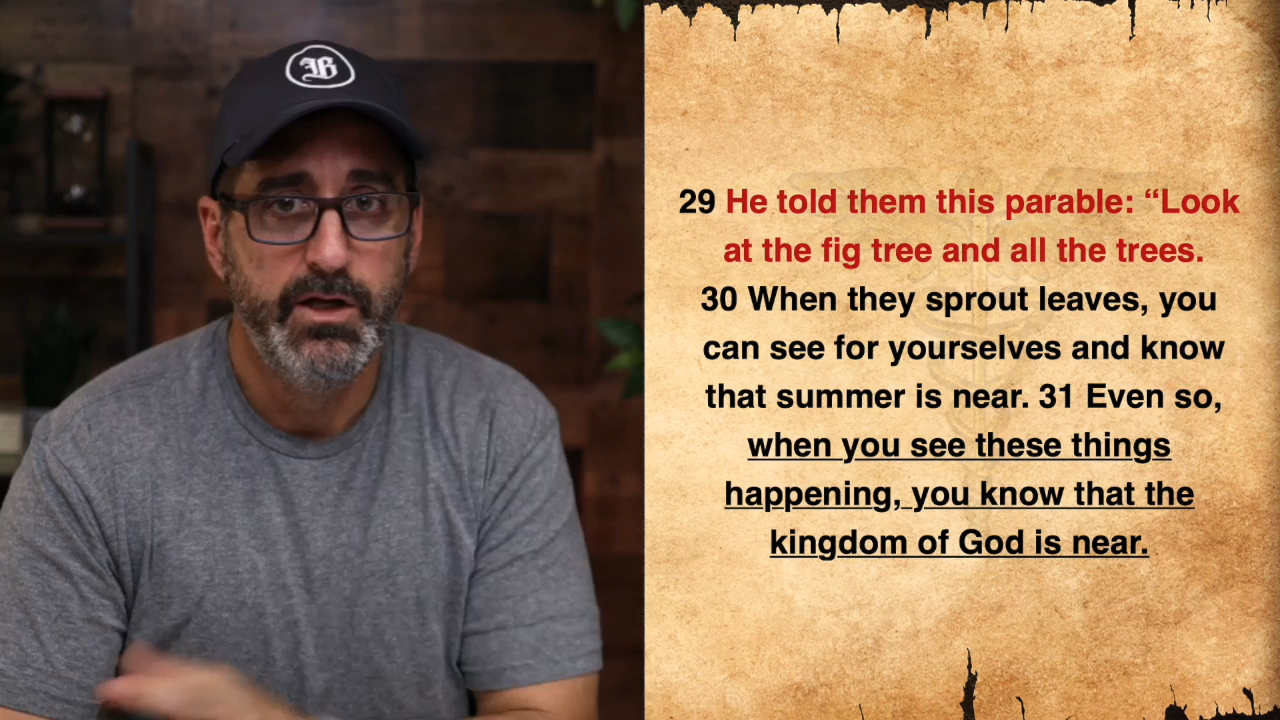 29 He told them this parable: “Look
at the fig tree and all the trees.
30 When they sprout leaves, you
can see for yourselves and know
that summer is near. 31 Even so,
when you see these things
happening, you know that the
kingdom of God is near.